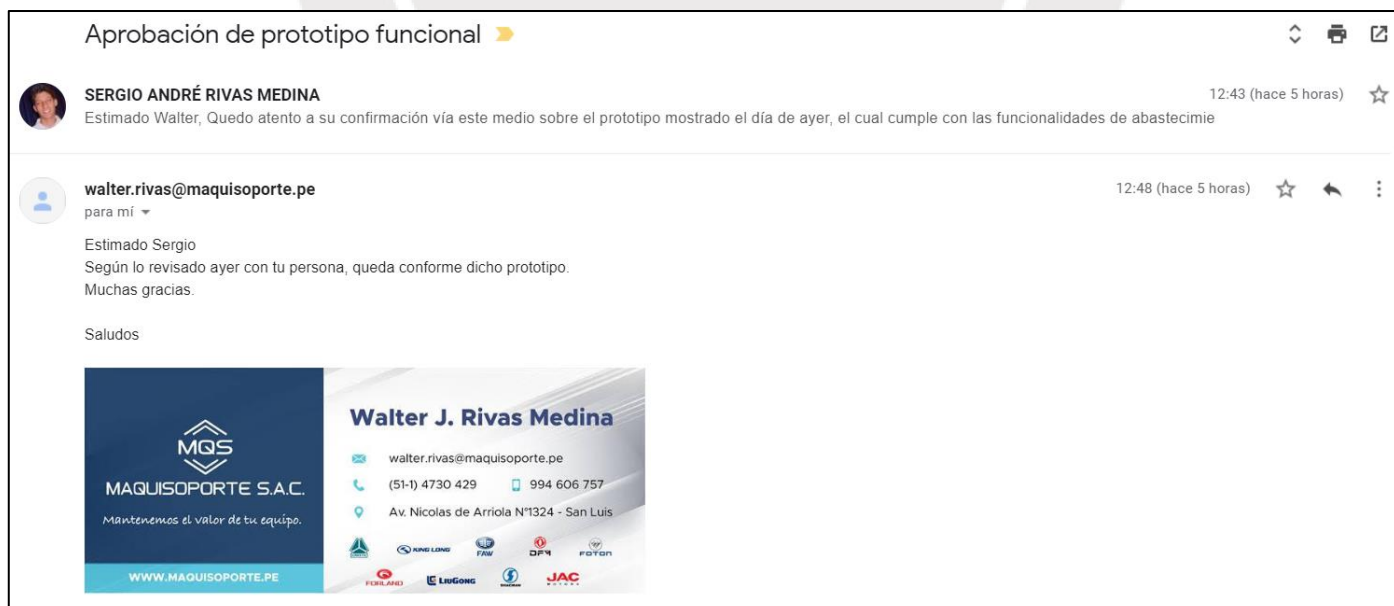 Aprobación de prototipo funcional
SERGIO ANDRÉ RIVAS MEDINA
12:43 (hace 5 horas)
Estimado Walter, Quedo atento a su confirmación vía este medio sobre el prototipo mostrado el día de ayer, el cual cumple con las funcionalidades de abastecimie
walter.rivas@maquisoporte.pe
12:48 (hace 5 horas)
para mí
Estimado Sergio
Según lo revisado ayer con tu persona, queda conforme dicho prototipo.
Muchas gracias.
Saludos
MQS
MAQUISOPORTE S.A.C.
Mantenemos el valor de tu equipo.
WWW.MAQUISOPORTE.PE
Walter J. Rivas Medina
walter.rivas@maquisoporte.pe
(51-1) 4730 429
994 606 757
Av. Nicolas de Arriola N°1324 - San Luis
KING LONG
FAW
DFM
FOTON
FORLAND
LIUGONG
JAC
MOTORS